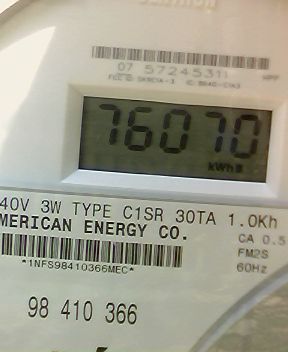 07 57245311
76070
kWh
40V 3W TYPE C1SR 30TA 1.0Kh
MERICAN ENERGY CO.
CA 0.5
FM2S
*1NFS98410366MEC*
60Hz
98 410 366